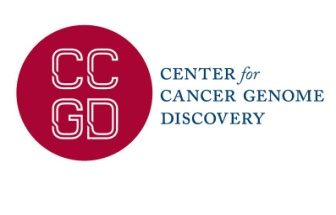 CC
GD
CENTER for
CANCER GENOME
DISCOVERY